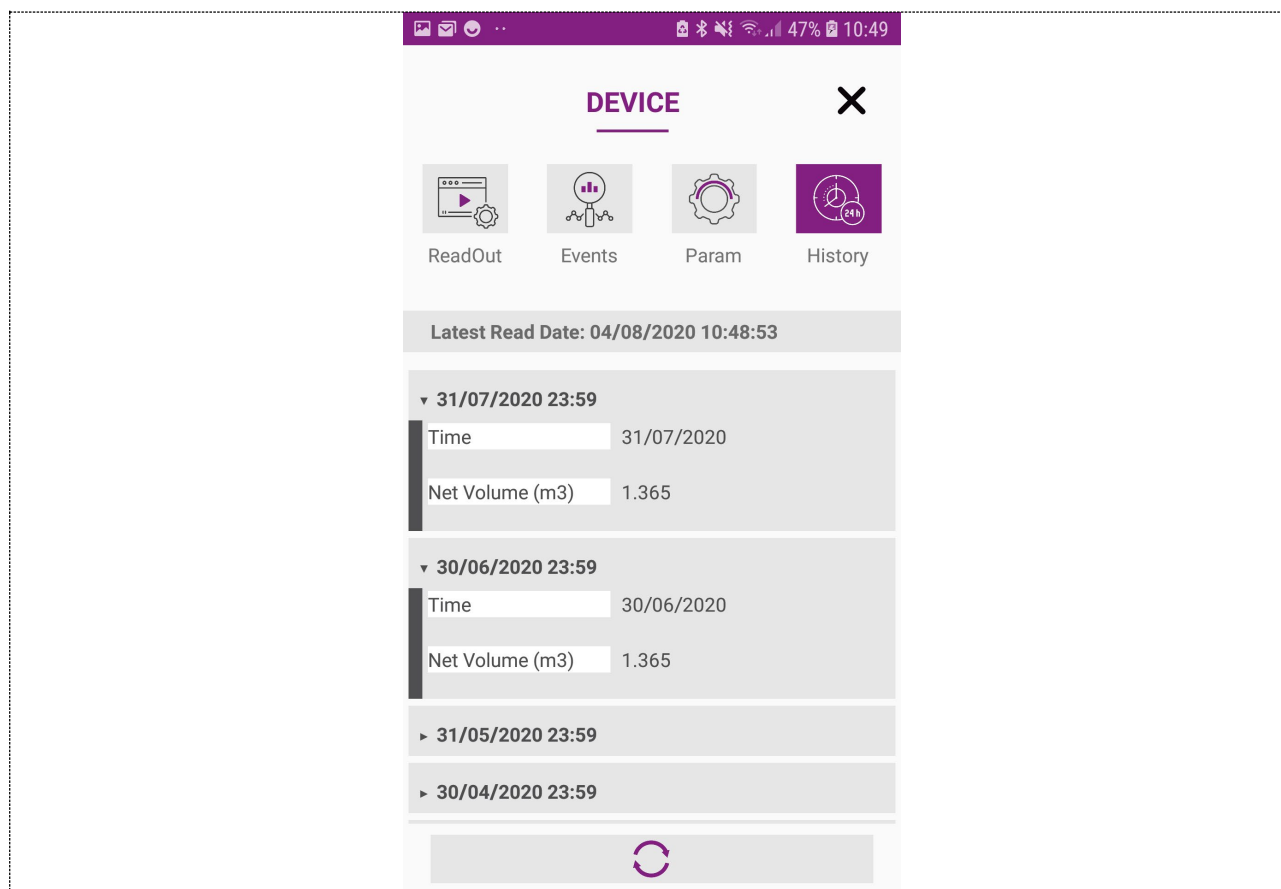 47% 10:49
DEVICE
24 h
ReadOut Events Param History
Latest Read Date: 04/08/2020 10:48:53
31/07/2020 23:59
Time 31/07/2020
Net Volume (m3) 1.365
30/06/2020 23:59
Time 30/06/2020
Net Volume (m3) 1.365
31/05/2020 23:59
30/04/2020 23:59